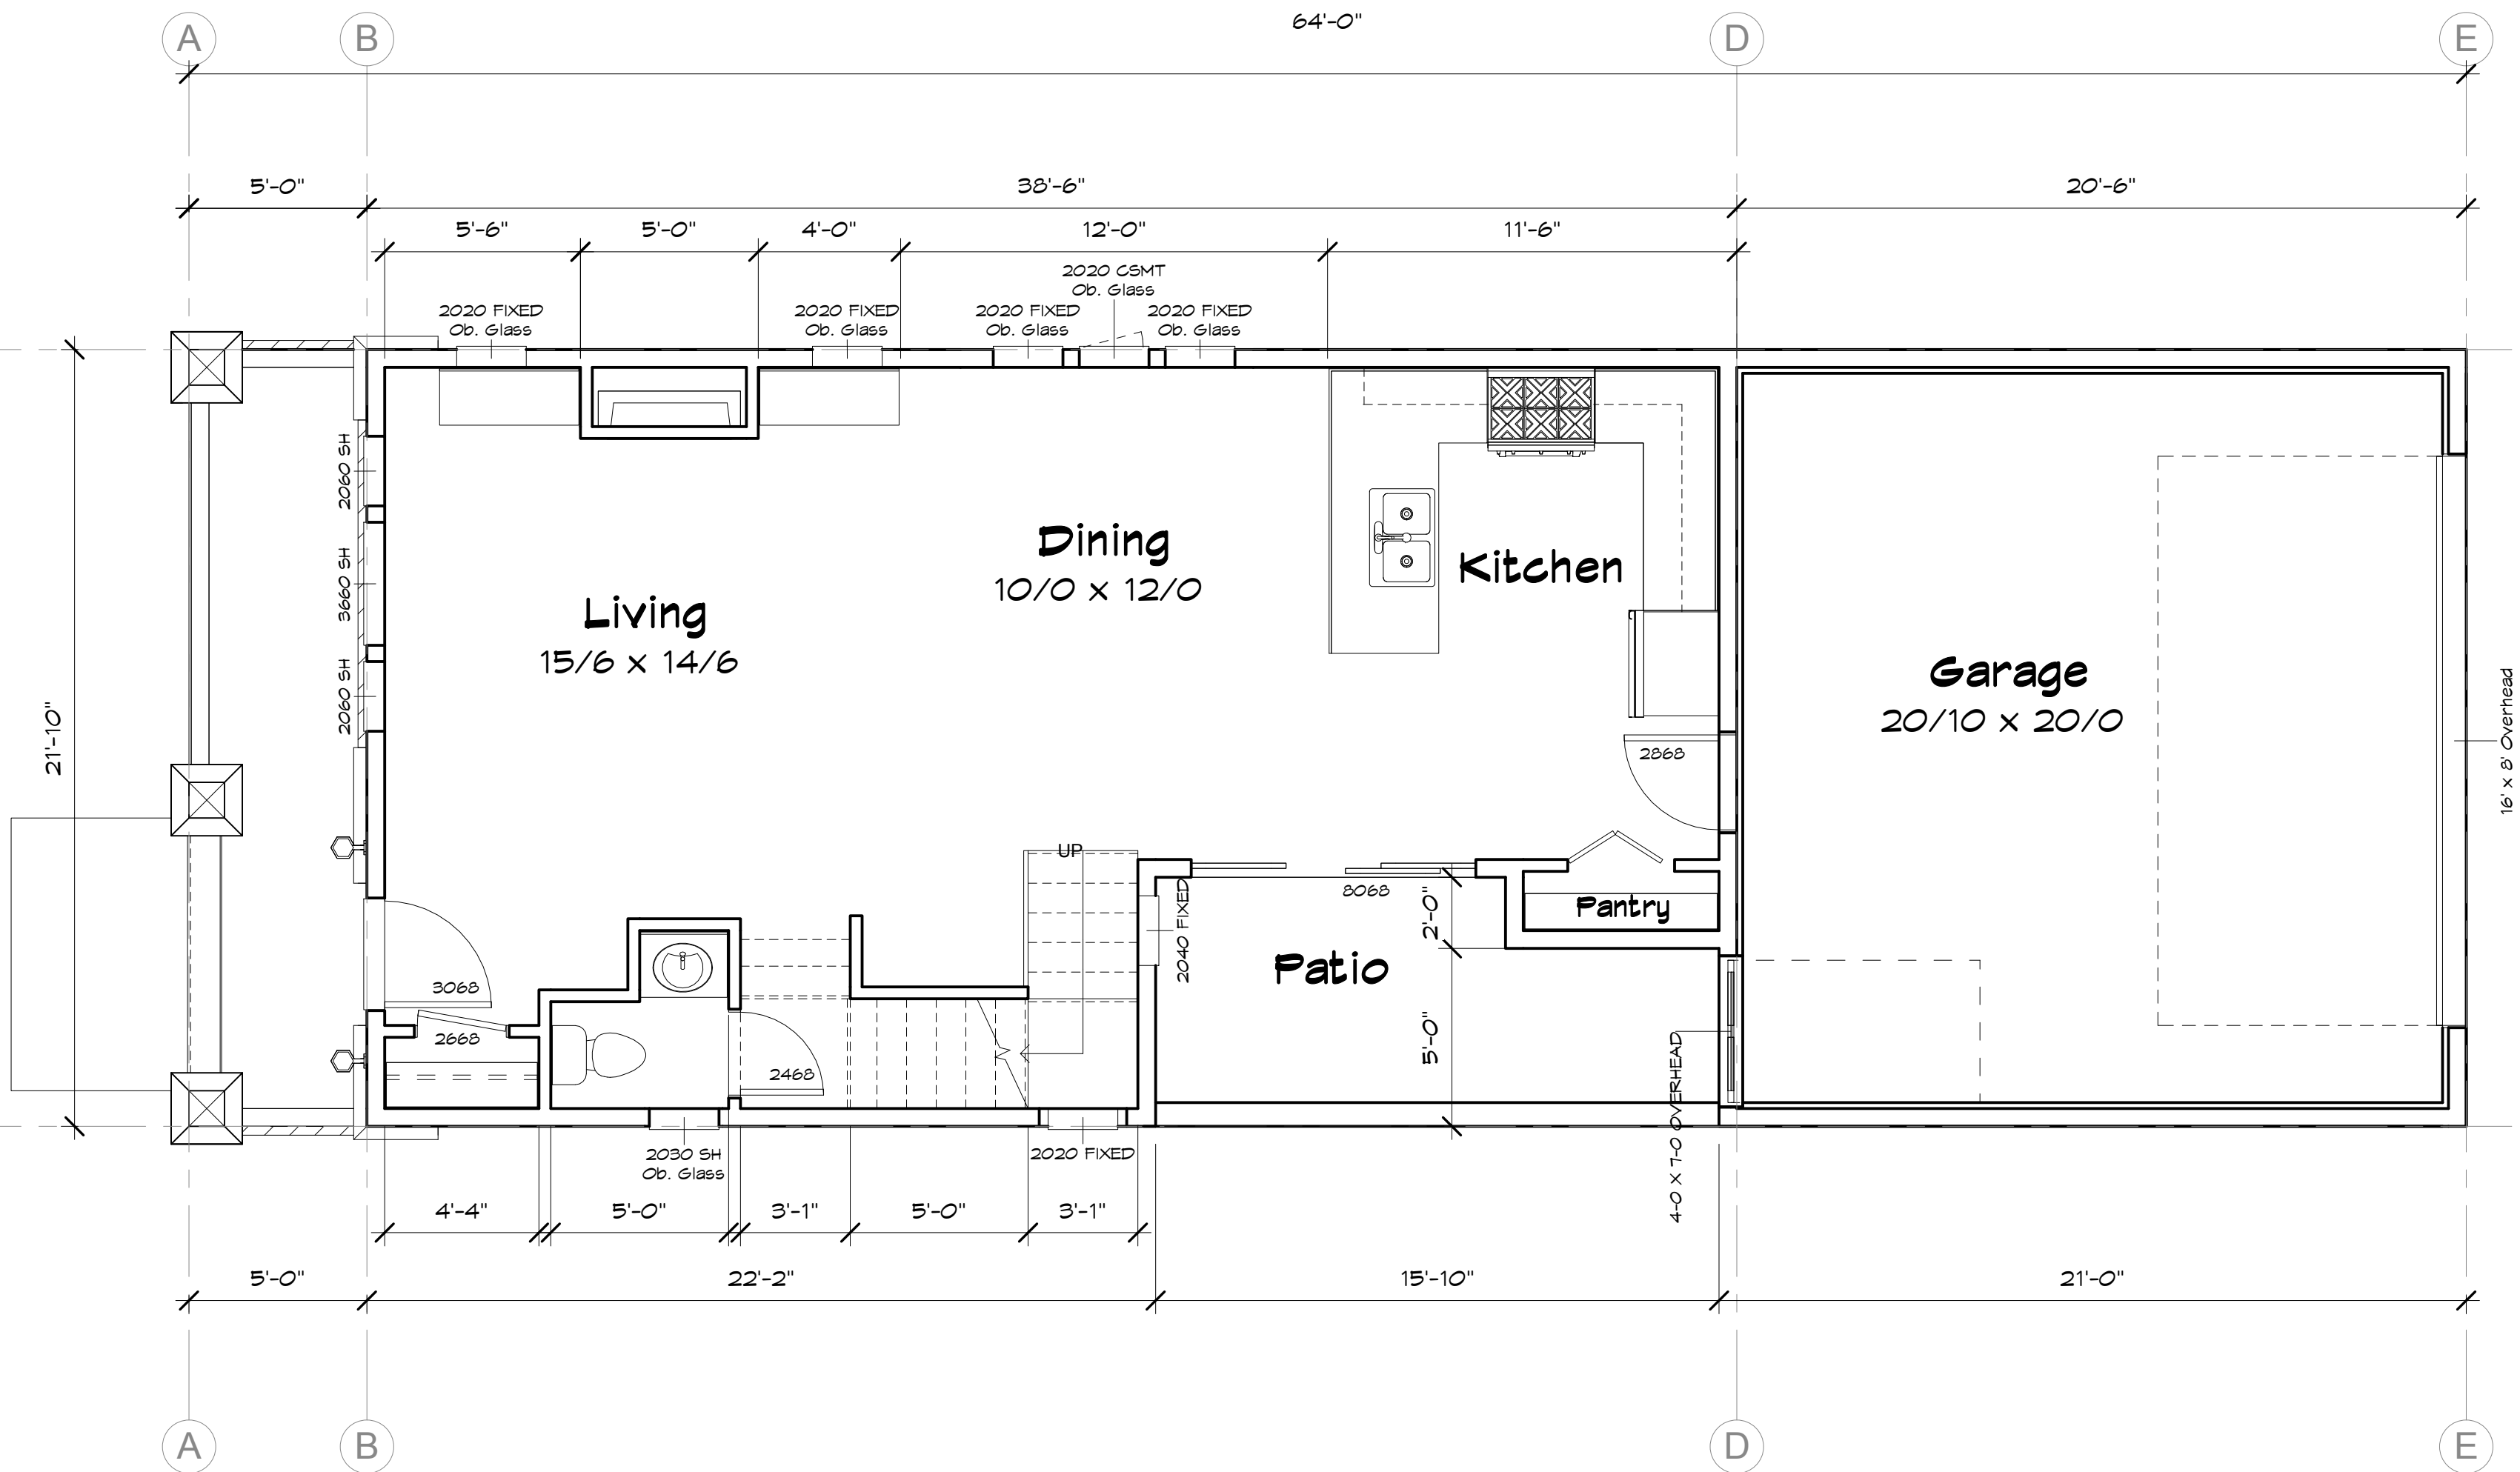 64'-0"
A
B
D
E
5'-0"
38'-6"
20'-6"
5'-6"
5'-0"
4'-0"
12'-0"
11'-6"
2020 CSMT
Ob. Glass
2020 FIXED
Ob. Glass
2020 FIXED
Ob. Glass
2020 FIXED
Ob. Glass
2020 FIXED
Ob. Glass
2060 SH
3660 SH
2060 SH
21'-10"
Living
15/6 x 14/6
Dining
10/0 x 12/0
Kitchen
Garage
20/10 x 20/0
16' x 8' Overhead
2868
UP
2040 FIXED
8068
2'-0"
Pantry
Patio
5'-0"
3068
2668
2468
4-0 X 7-0 OVERHEAD
2030 SH
Ob. Glass
2020 FIXED
4'-4"
5'-0"
3'-1"
5'-0"
3'-1"
5'-0"
22'-2"
15'-10"
21'-0"
A
B
D
E